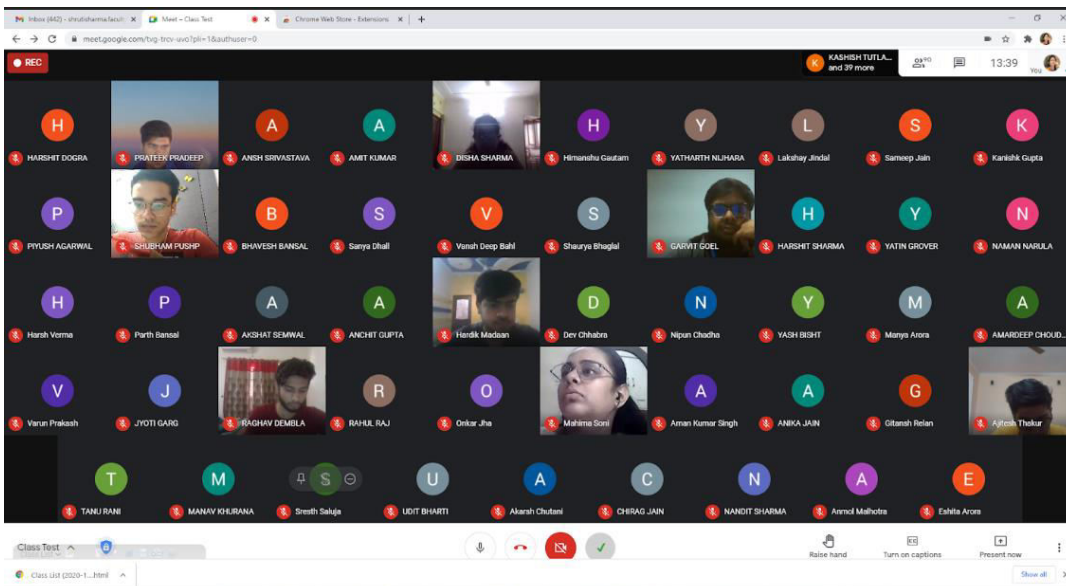 Inbox (442) - shrutisharma.facult
Meet – Class Test
Chrome Web Store - Extensions
meet.google.com/tvg-trcv-uvo?pli=1&authuser=0
REC
K
KASHISH TUTLA...
and 39 more
90
13:39
You
H
A
A
H
Y
L
S
K
HARSHIT DOGRA
PRATEEK PRADEEP
ANSH SRIVASTAVA
AMIT KUMAR
DISHA SHARMA
Himanshu Gautam
YATHARTH NIJHARA
Lakshay Jindal
Sameep Jain
Kanishk Gupta
P
B
S
V
S
H
Y
N
PIYUSH AGARWAL
SHUBHAM PUSHP
BHAVESH BANSAL
Sanya Dhall
Vansh Deep Bahl
Shaurya Bhaglal
GARVIT GOEL
HARSHIT SHARMA
YATIN GROVER
NAMAN NARULA
H
P
A
A
D
N
Y
M
A
Harsh Verma
Parth Bansal
AKSHAT SEMWAL
ANCHIT GUPTA
Hardik Madaan
Dev Chhabra
Nipun Chadha
YASH BISHT
Manya Arora
AMARDEEP CHOUD...
V
J
R
O
A
A
G
Varun Prakash
JYOTI GARG
RAGHAV DEMBLA
RAHUL RAJ
Onkar Jha
Mahima Soni
Aman Kumar Singh
ANIKA JAIN
Gitansh Relan
Ajitesh Thakur
T
M
S
U
A
C
N
A
E
TANU RANI
MANAV KHURANA
Sresth Saluja
UDIT BHARTI
Akarsh Chutani
CHIRAG JAIN
NANDIT SHARMA
Anmol Malhotra
Eshita Arora
Class Test
Raise hand
Turn on captions
Present now
Class List (2020-1....html
Show all